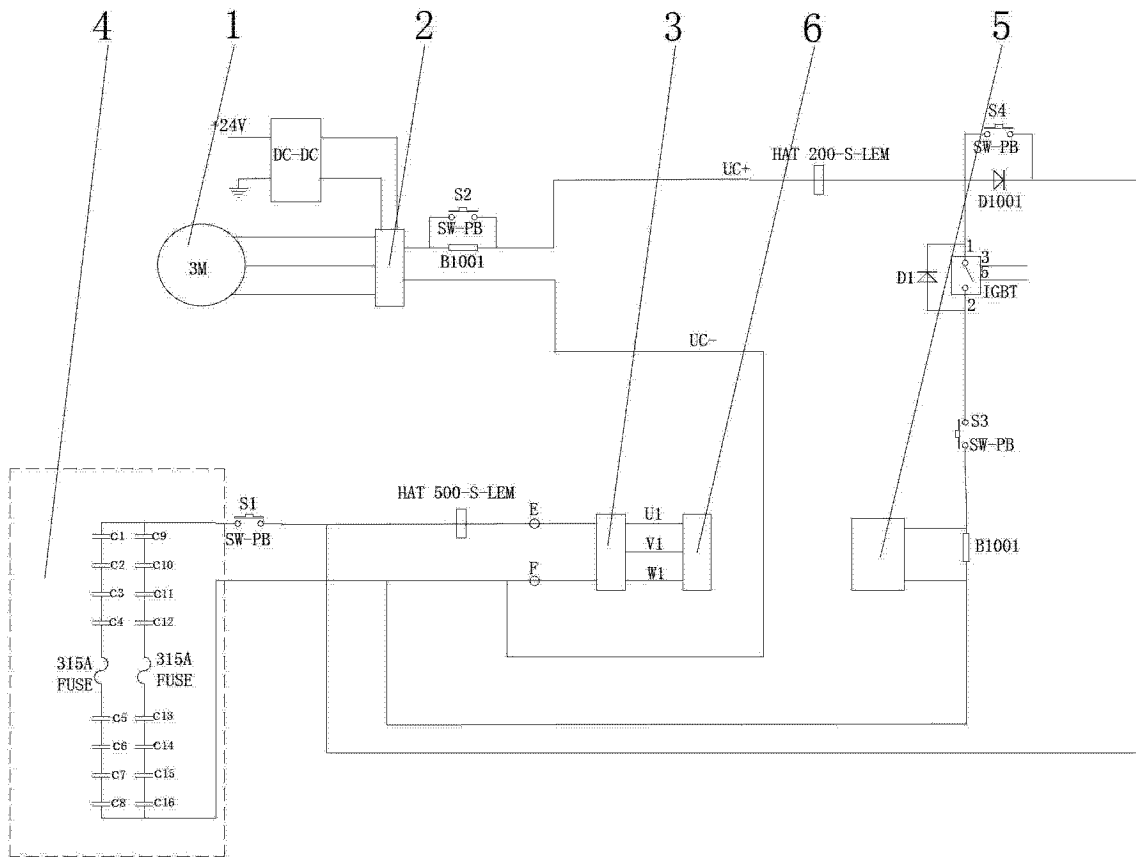 4
1
2
3
6
5
+24V
DC-DC
3M
S2
SW-PB
B1001
UC+
HAT 200-S-LEM
S4
SW-PB
D1001
D1
1
3
5
IGBT
2
UC-
S3
SW-PB
B1001
S1
SW-PB
HAT 500-S-LEM
E
F
U1
V1
W1
C1 C9
C2 C10
C3 C11
C4 C12
315A 315A
FUSE FUSE
C5 C13
C6 C14
C7 C15
C8 C16